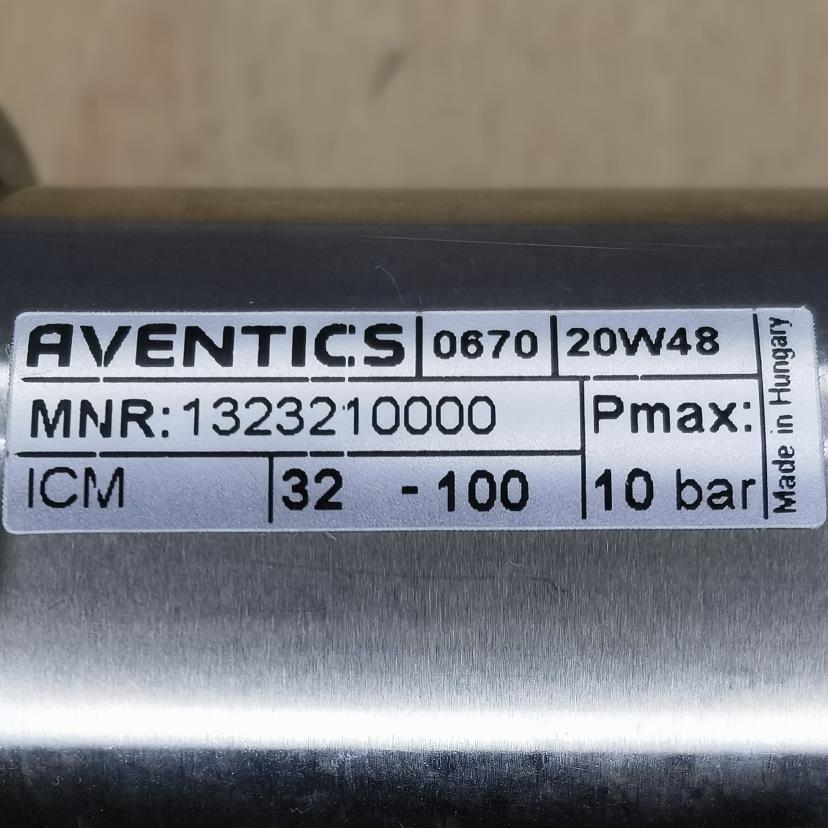 AVENTICS 0670 20W48
MNR: 1323210000 Pmax:
ICM 32 -100 10 bar
Made in Hungary